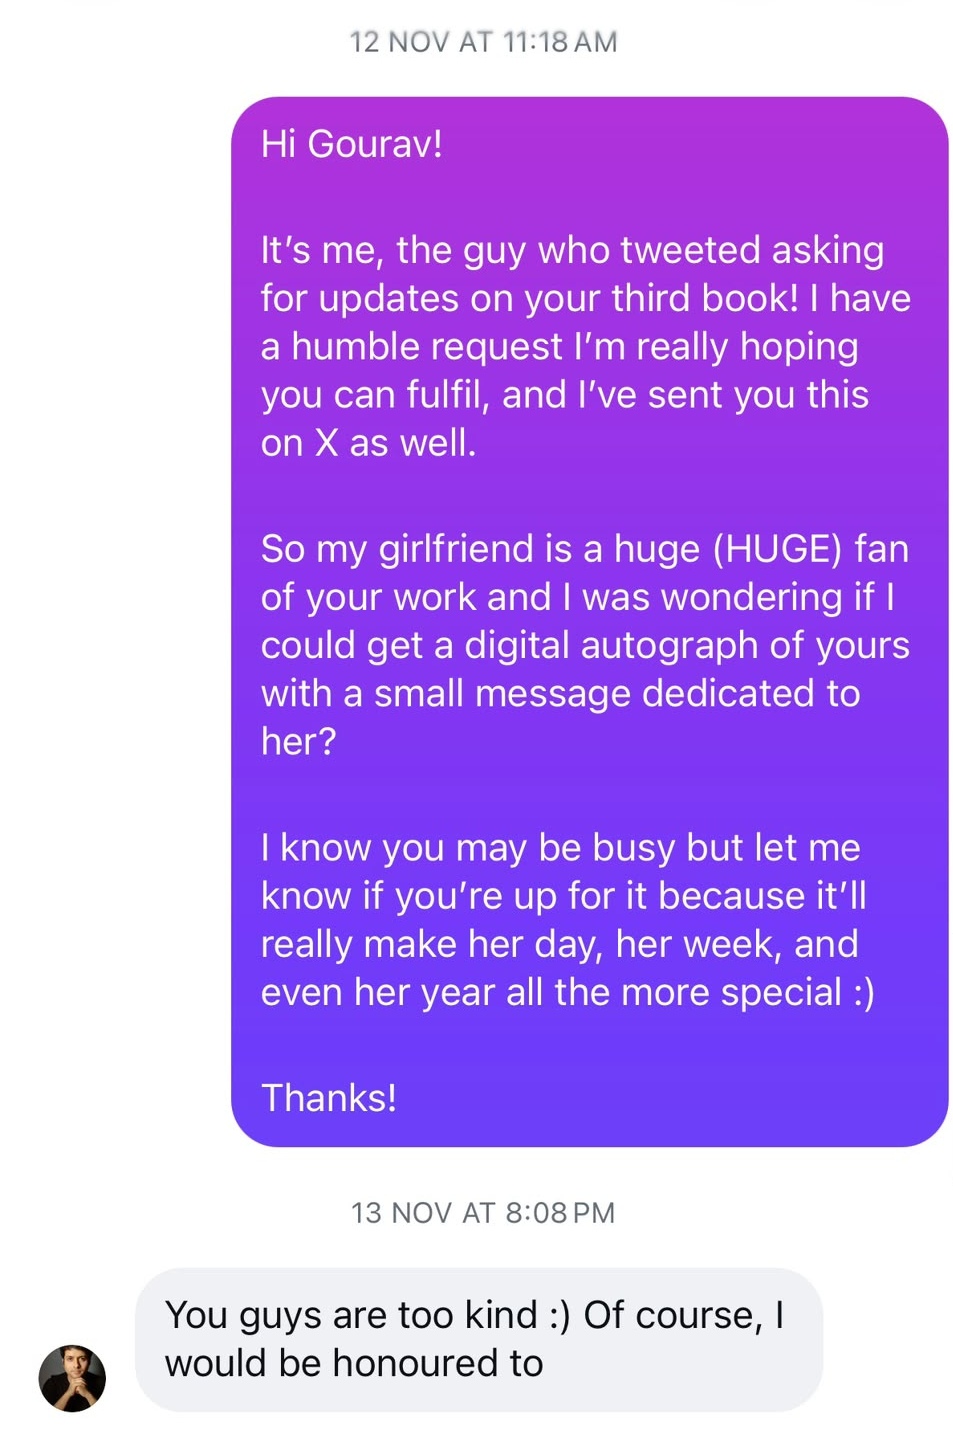 12 NOV AT 11:18 AM
Hi Gourav!
It’s me, the guy who tweeted asking
for updates on your third book! I have
a humble request I’m really hoping
you can fulfil, and I’ve sent you this
on X as well.
So my girlfriend is a huge (HUGE) fan
of your work and I was wondering if I
could get a digital autograph of yours
with a small message dedicated to
her?
I know you may be busy but let me
know if you’re up for it because it’ll
really make her day, her week, and
even her year all the more special :)
Thanks!
13 NOV AT 8:08 PM
You guys are too kind :) Of course, I
would be honoured to